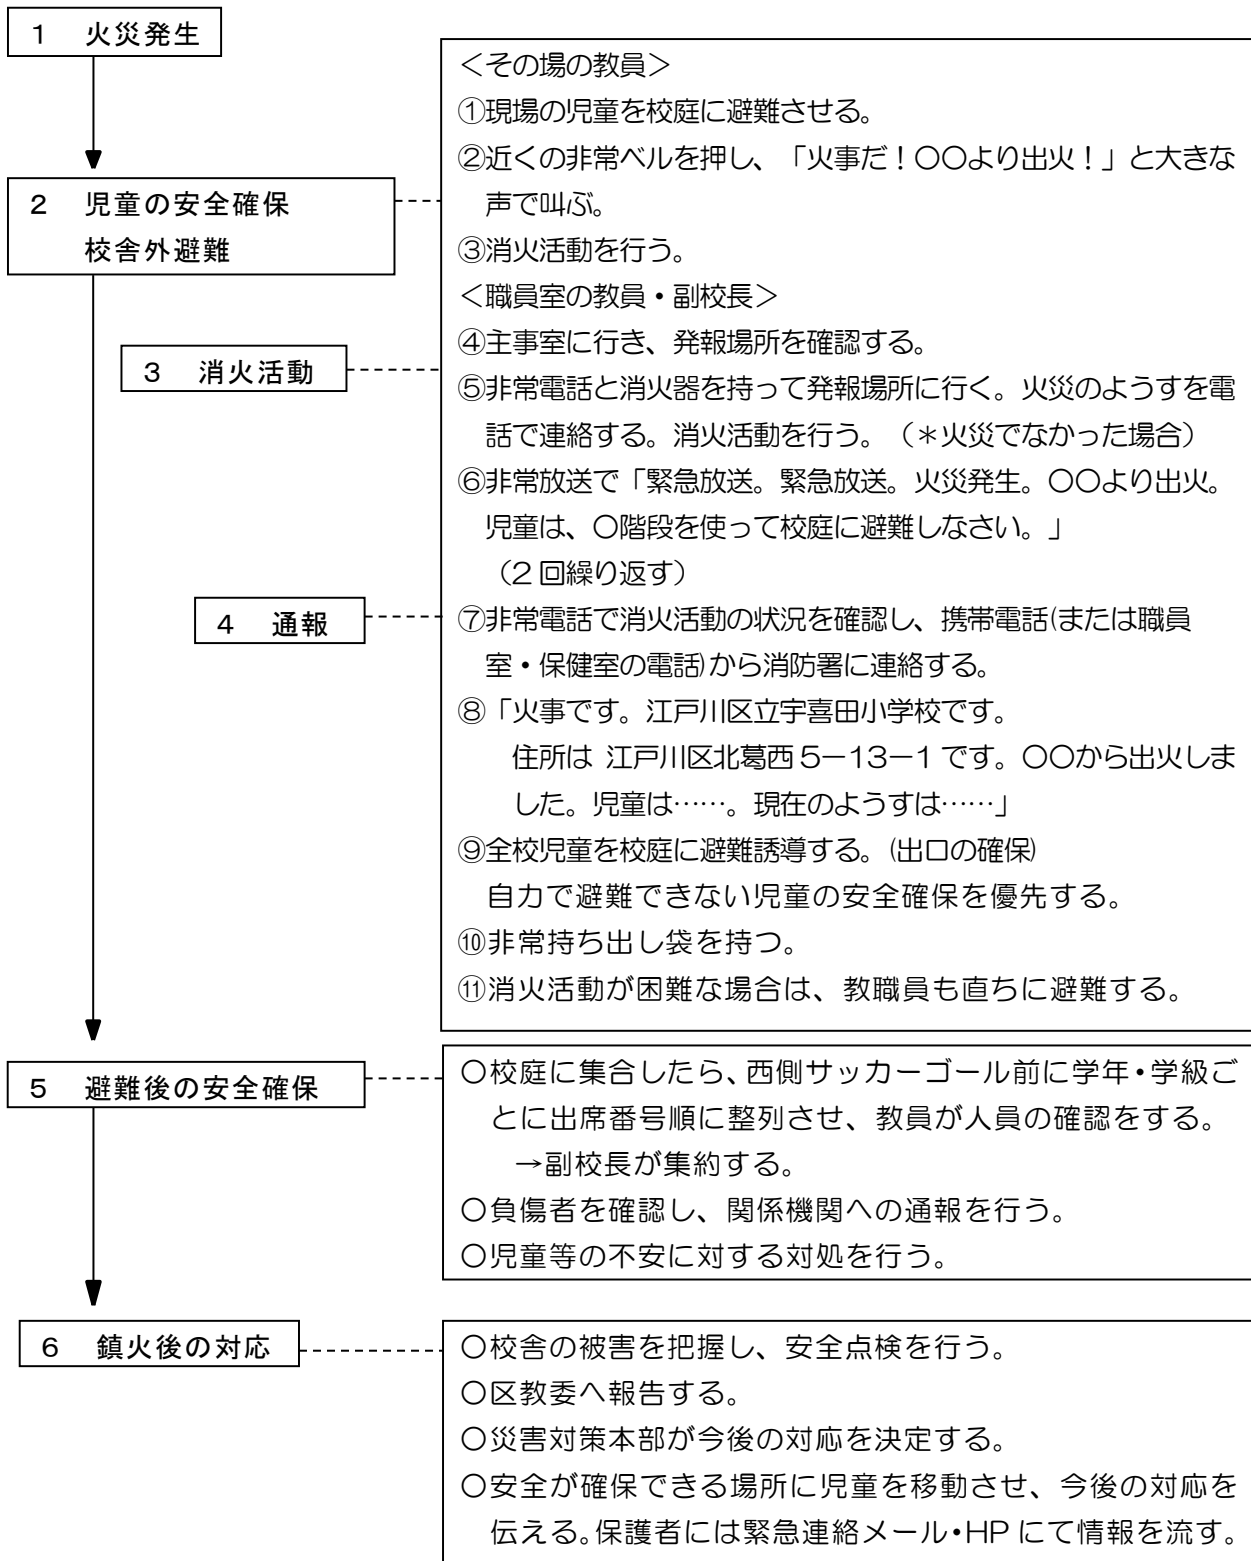 1 火災発生
2 児童の安全確保
校舎外避難
3 消火活動
4 通報
<その場の教員>
①現場の児童を校庭に避難させる。
②近くの非常ベルを押し、「火事だ！〇〇より出火！」と大きな
声で叫ぶ。
③消火活動を行う。
<職員室の教員・副校長>
④主事室に行き、発報場所を確認する。
⑤非常電話と消火器を持って発報場所に行く。火災のようすを電
話で連絡する。消火活動を行う。（＊火災でなかった場合）
⑥非常放送で「緊急放送。緊急放送。火災発生。〇〇より出火。
児童は、〇階段を使って校庭に避難しなさい。」
（2回繰り返す）
⑦非常電話で消火活動の状況を確認し、携帯電話(または職員
室・保健室の電話)から消防署に連絡する。
⑧「火事です。江戸川区立宇喜田小学校です。
住所は 江戸川区北葛西5－13－1です。〇〇から出火しま
した。児童は……。現在のようすは……」
⑨全校児童を校庭に避難誘導する。(出口の確保)
自力で避難できない児童の安全確保を優先する。
⑩非常持ち出し袋を持つ。
⑪消火活動が困難な場合は、教職員も直ちに避難する。
5 避難後の安全確保
〇校庭に集合したら、西側サッカーゴール前に学年・学級ご
とに出席番号順に整列させ、教員が人員の確認をする。
→副校長が集約する。
〇負傷者を確認し、関係機関への通報を行う。
〇児童等の不安に対する対処を行う。
6 鎮火後の対応
〇校舎の被害を把握し、安全点検を行う。
〇区教委へ報告する。
〇災害対策本部が今後の対応を決定する。
〇安全が確保できる場所に児童を移動させ、今後の対応を
伝える。保護者には緊急連絡メール・HPにて情報を流す。